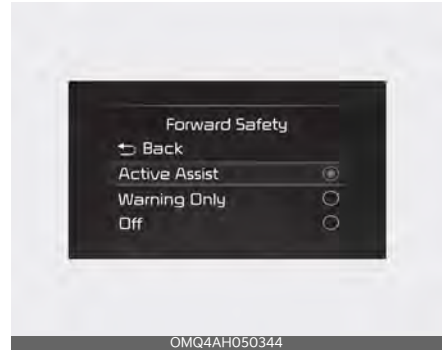 Forward Safety
Back
Active Assist
Warning Only
Off
OMQ4AH050344